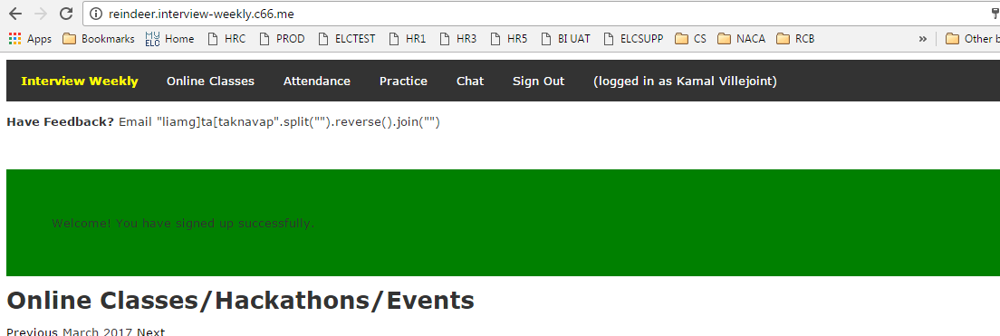 reindeer.interview-weekly.c66.me
Apps Bookmarks MY ELC Home HRC PROD ELCTEST HR1 HR3 HR5 BI UAT ELCSUPP CS NACA RCB » Other b
Interview Weekly Online Classes Attendance Practice Chat Sign Out (logged in as Kamal Villejoint)
Have Feedback? Email "liamg]ta[taknavap".split("").reverse().join("")
Welcome! You have signed up successfully.
Online Classes/Hackathons/Events
Previous March 2017 Next